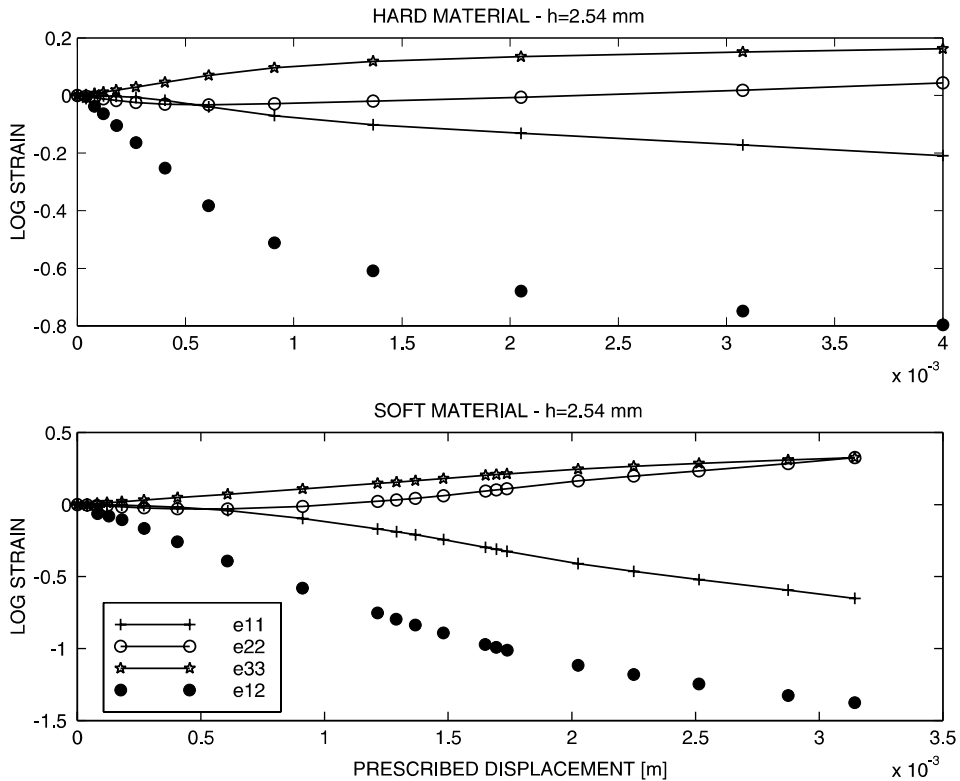 HARD MATERIAL - h=2.54 mm
0.2
0
-0.2
-0.4
-0.6
-0.8
LOG STRAIN
0 0.5 1 1.5 2 2.5 3 3.5 4
x 10⁻³
SOFT MATERIAL - h=2.54 mm
0.5
0
-0.5
-1
-1.5
LOG STRAIN
e11
e22
e33
e12
0 0.5 1 1.5 2 2.5 3 3.5
x 10⁻³
PRESCRIBED DISPLACEMENT [m]